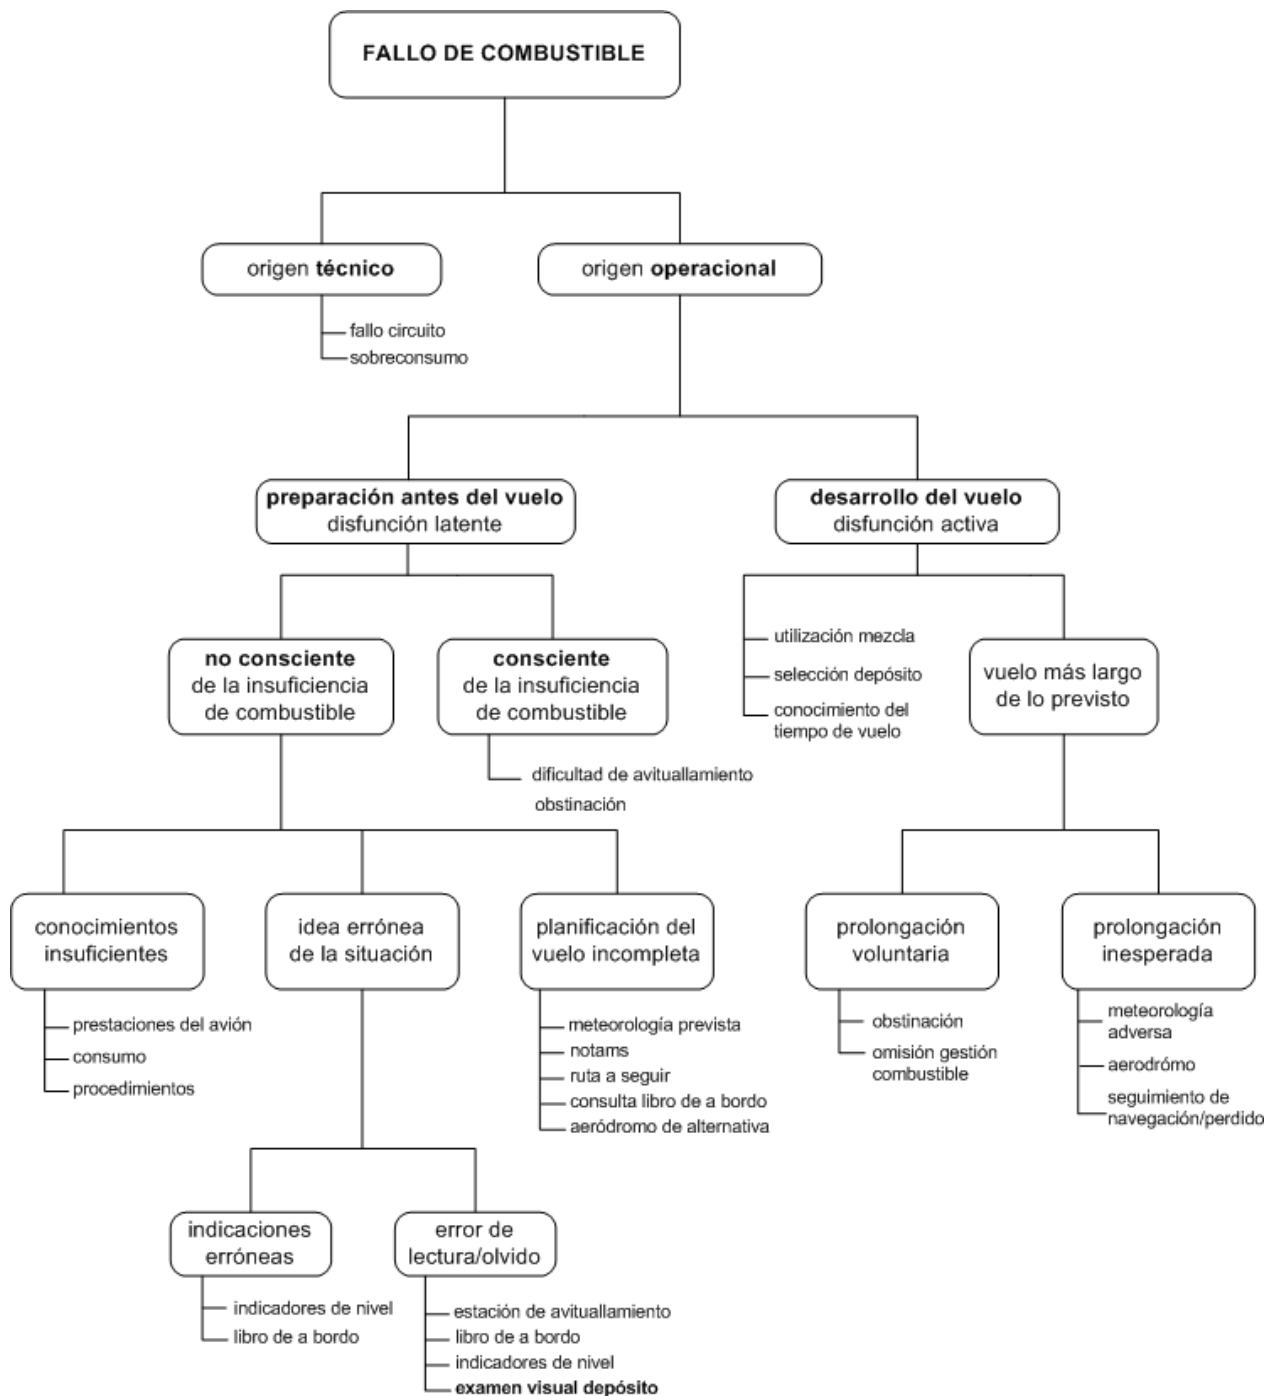 FALLO DE COMBUSTIBLE
origen técnico
origen operacional
fallo circuito
sobreconsumo
preparación antes del vuelo
disfunción latente
desarrollo del vuelo
disfunción activa
no consciente
de la insuficiencia
de combustible
consciente
de la insuficiencia
de combustible
utilización mezcla
selección depósito
conocimiento del
tiempo de vuelo
vuelo más largo
de lo previsto
dificultad de avituallamiento
obstinación
conocimientos
insuficientes
idea errónea
de la situación
planificación del
vuelo incompleta
prolongación
voluntaria
prolongación
inesperada
prestaciones del avión
consumo
procedimientos
meteorología prevista
notams
ruta a seguir
consulta libro de a bordo
aeródromo de alternativa
obstinación
omisión gestión
combustible
meteorología
adversa
aerodrómo
seguimiento de
navegación/perdido
indicaciones
erróneas
error de
lectura/olvido
indicadores de nivel
libro de a bordo
estación de avituallamiento
libro de a bordo
indicadores de nivel
examen visual depósito